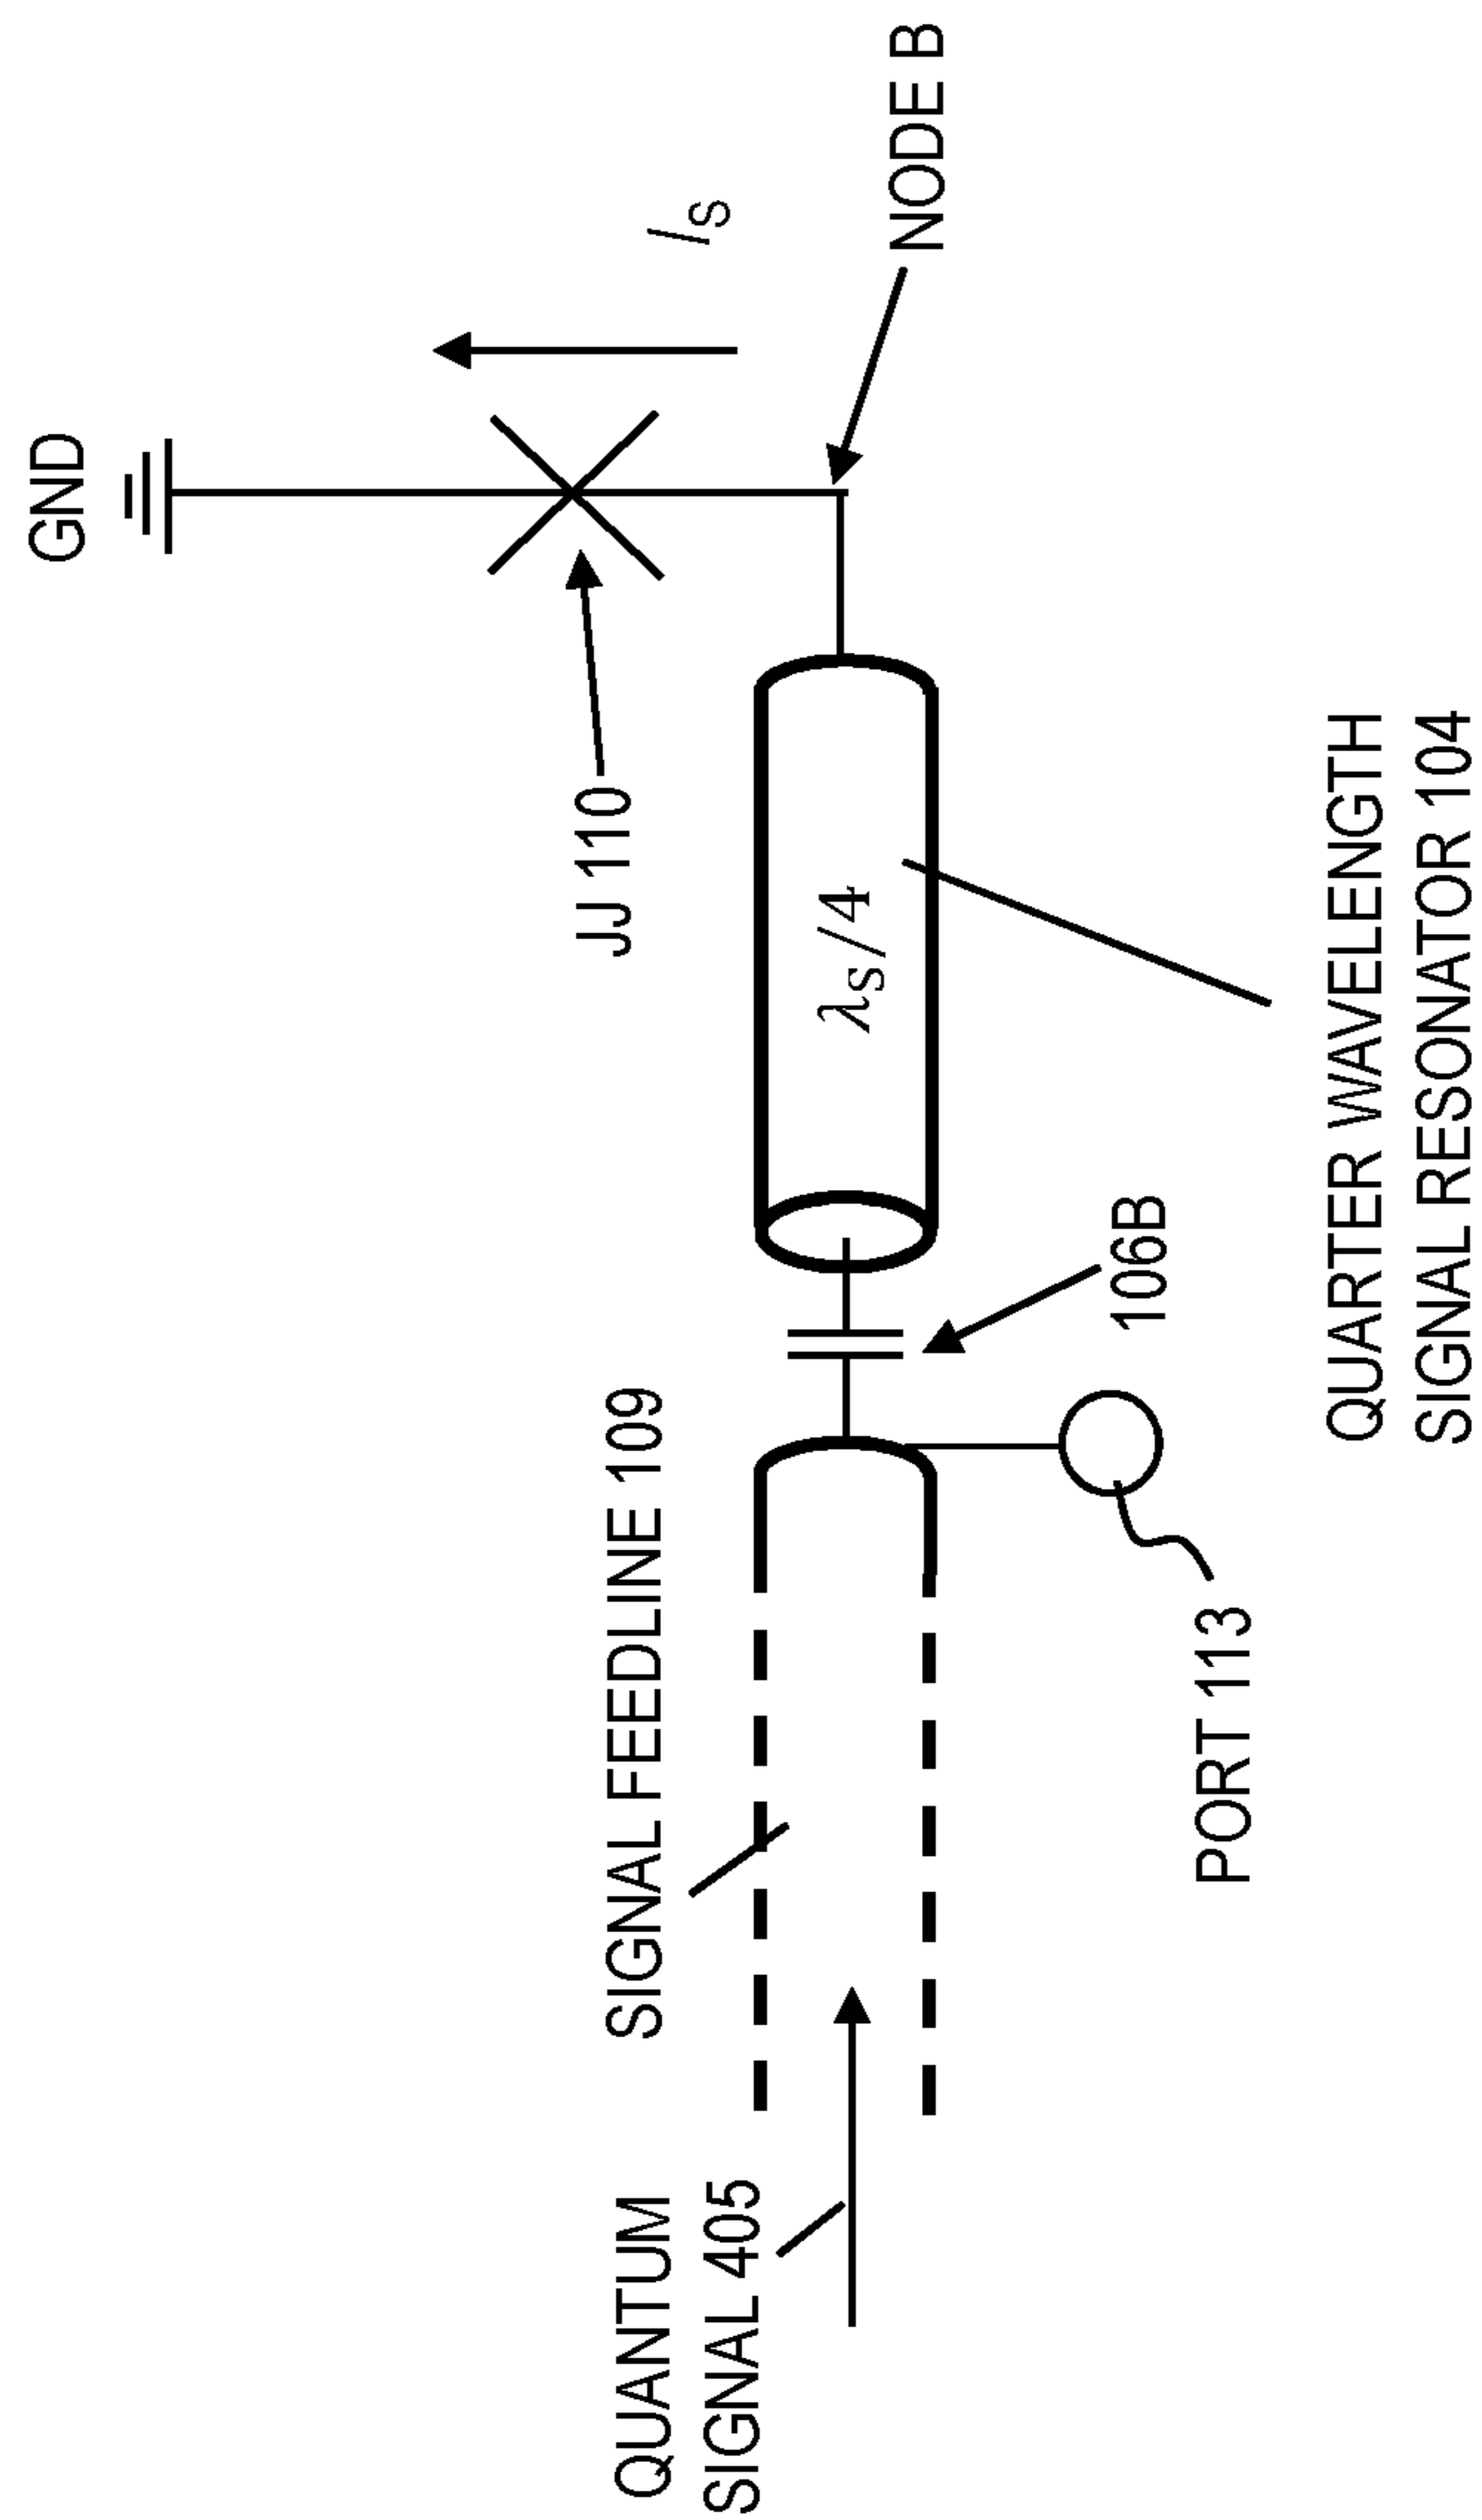 GND
I_S
NODE B
JJ 110
λ_S / 4
SIGNAL FEEDLINE 109
106B
QUANTUM
SIGNAL 405
PORT 113
QUARTER WAVELENGTH
SIGNAL RESONATOR 104